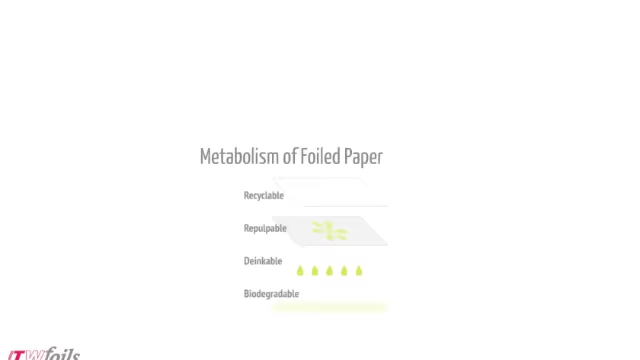 Metabolism of Foiled Paper
Recyclable
Repulpable
Deinkable
Biodegradable
ITWfoils